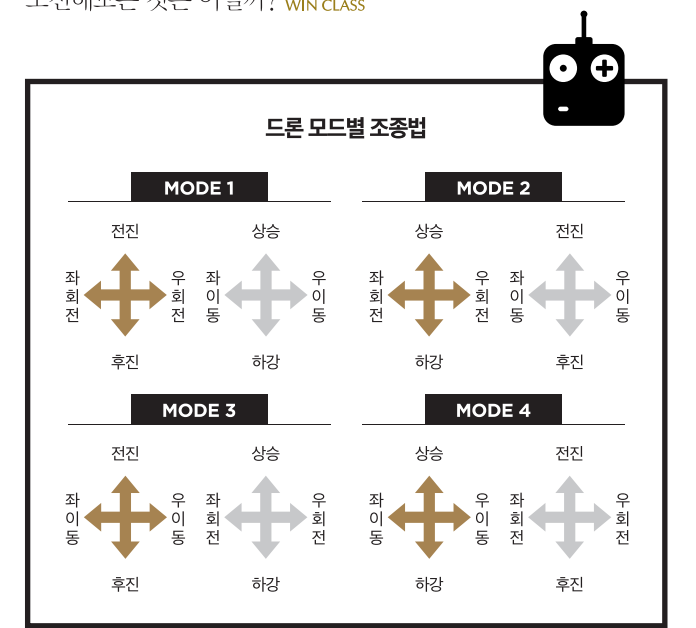 것은 어떨까? WIN CLASS
드론 모드별 조종법
MODE 1
전진 상승
좌회전 우회전 좌이동 우이동
후진 하강
MODE 2
상승 전진
좌회전 우회전 좌이동 우이동
하강 후진
MODE 3
전진 상승
좌이동 우이동 좌회전 우회전
후진 하강
MODE 4
상승 전진
좌이동 우이동 좌회전 우회전
하강 후진